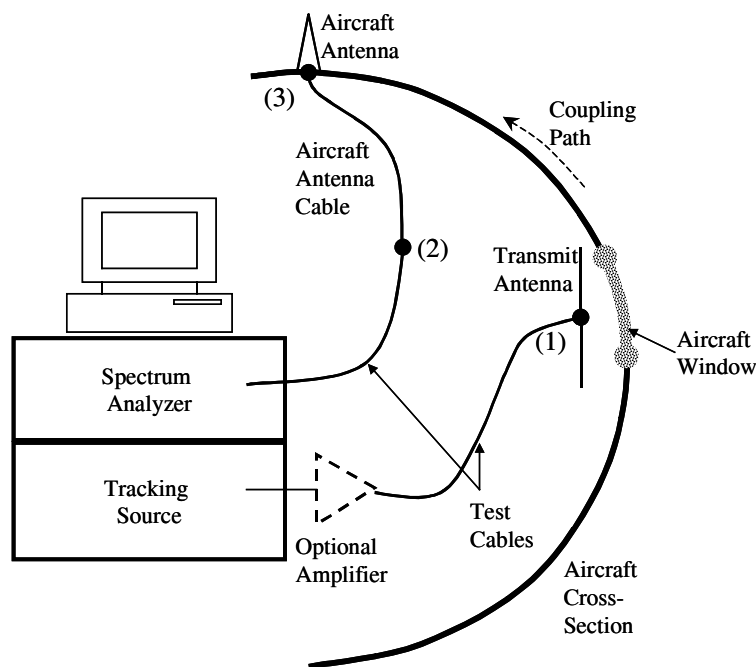 Aircraft
Antenna
(3)
Coupling
Path
Aircraft
Antenna
Cable
(2)
Transmit
Antenna
(1)
Aircraft
Window
Spectrum
Analyzer
Tracking
Source
Optional
Amplifier
Test
Cables
Aircraft
Cross-
Section